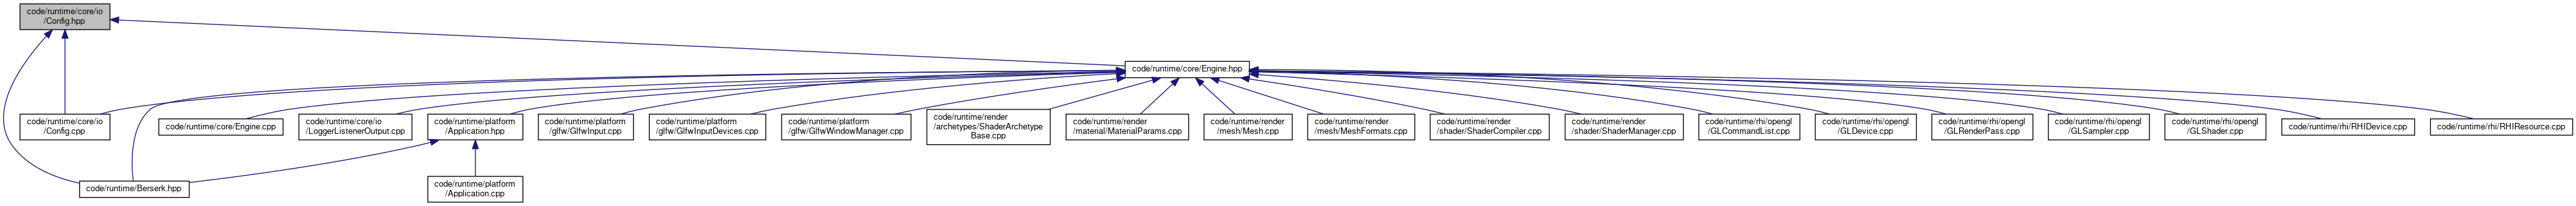 code/runtime/core/io
/Config.hpp
code/runtime/core/Engine.hpp
code/runtime/core/io
/Config.cpp
code/runtime/core/Engine.cpp
code/runtime/core/io
/LoggerListenerOutput.cpp
code/runtime/platform
/Application.hpp
code/runtime/platform
/glfw/GlfwInput.cpp
code/runtime/platform
/glfw/GlfwInputDevices.cpp
code/runtime/platform
/glfw/GlfwWindowManager.cpp
code/runtime/render
/archetypes/ShaderArchetype
Base.cpp
code/runtime/render
/material/MaterialParams.cpp
code/runtime/render
/mesh/Mesh.cpp
code/runtime/render
/mesh/MeshFormats.cpp
code/runtime/render
/shader/ShaderCompiler.cpp
code/runtime/render
/shader/ShaderManager.cpp
code/runtime/rhi/opengl
/GLCommandList.cpp
code/runtime/rhi/opengl
/GLDevice.cpp
code/runtime/rhi/opengl
/GLRenderPass.cpp
code/runtime/rhi/opengl
/GLSampler.cpp
code/runtime/rhi/opengl
/GLShader.cpp
code/runtime/rhi/RHIDevice.cpp
code/runtime/rhi/RHIResource.cpp
code/runtime/Berserk.hpp
code/runtime/platform
/Application.cpp